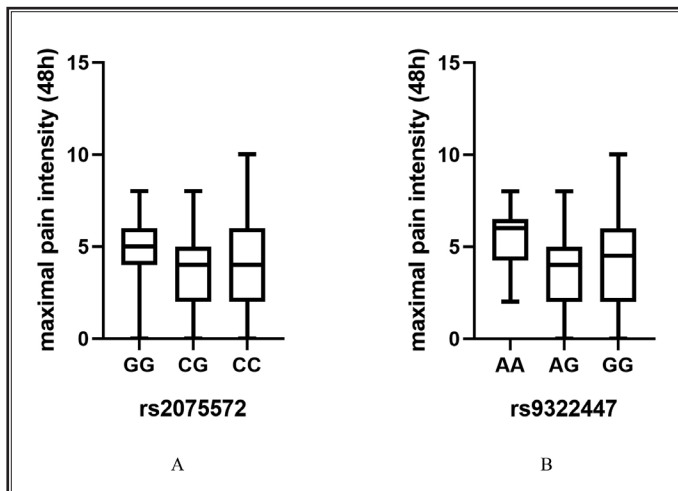 maximal pain intensity (48h)
15
10
5
0
GG CG CC
rs2075572
A
maximal pain intensity (48h)
15
10
5
0
AA AG GG
rs9322447
B